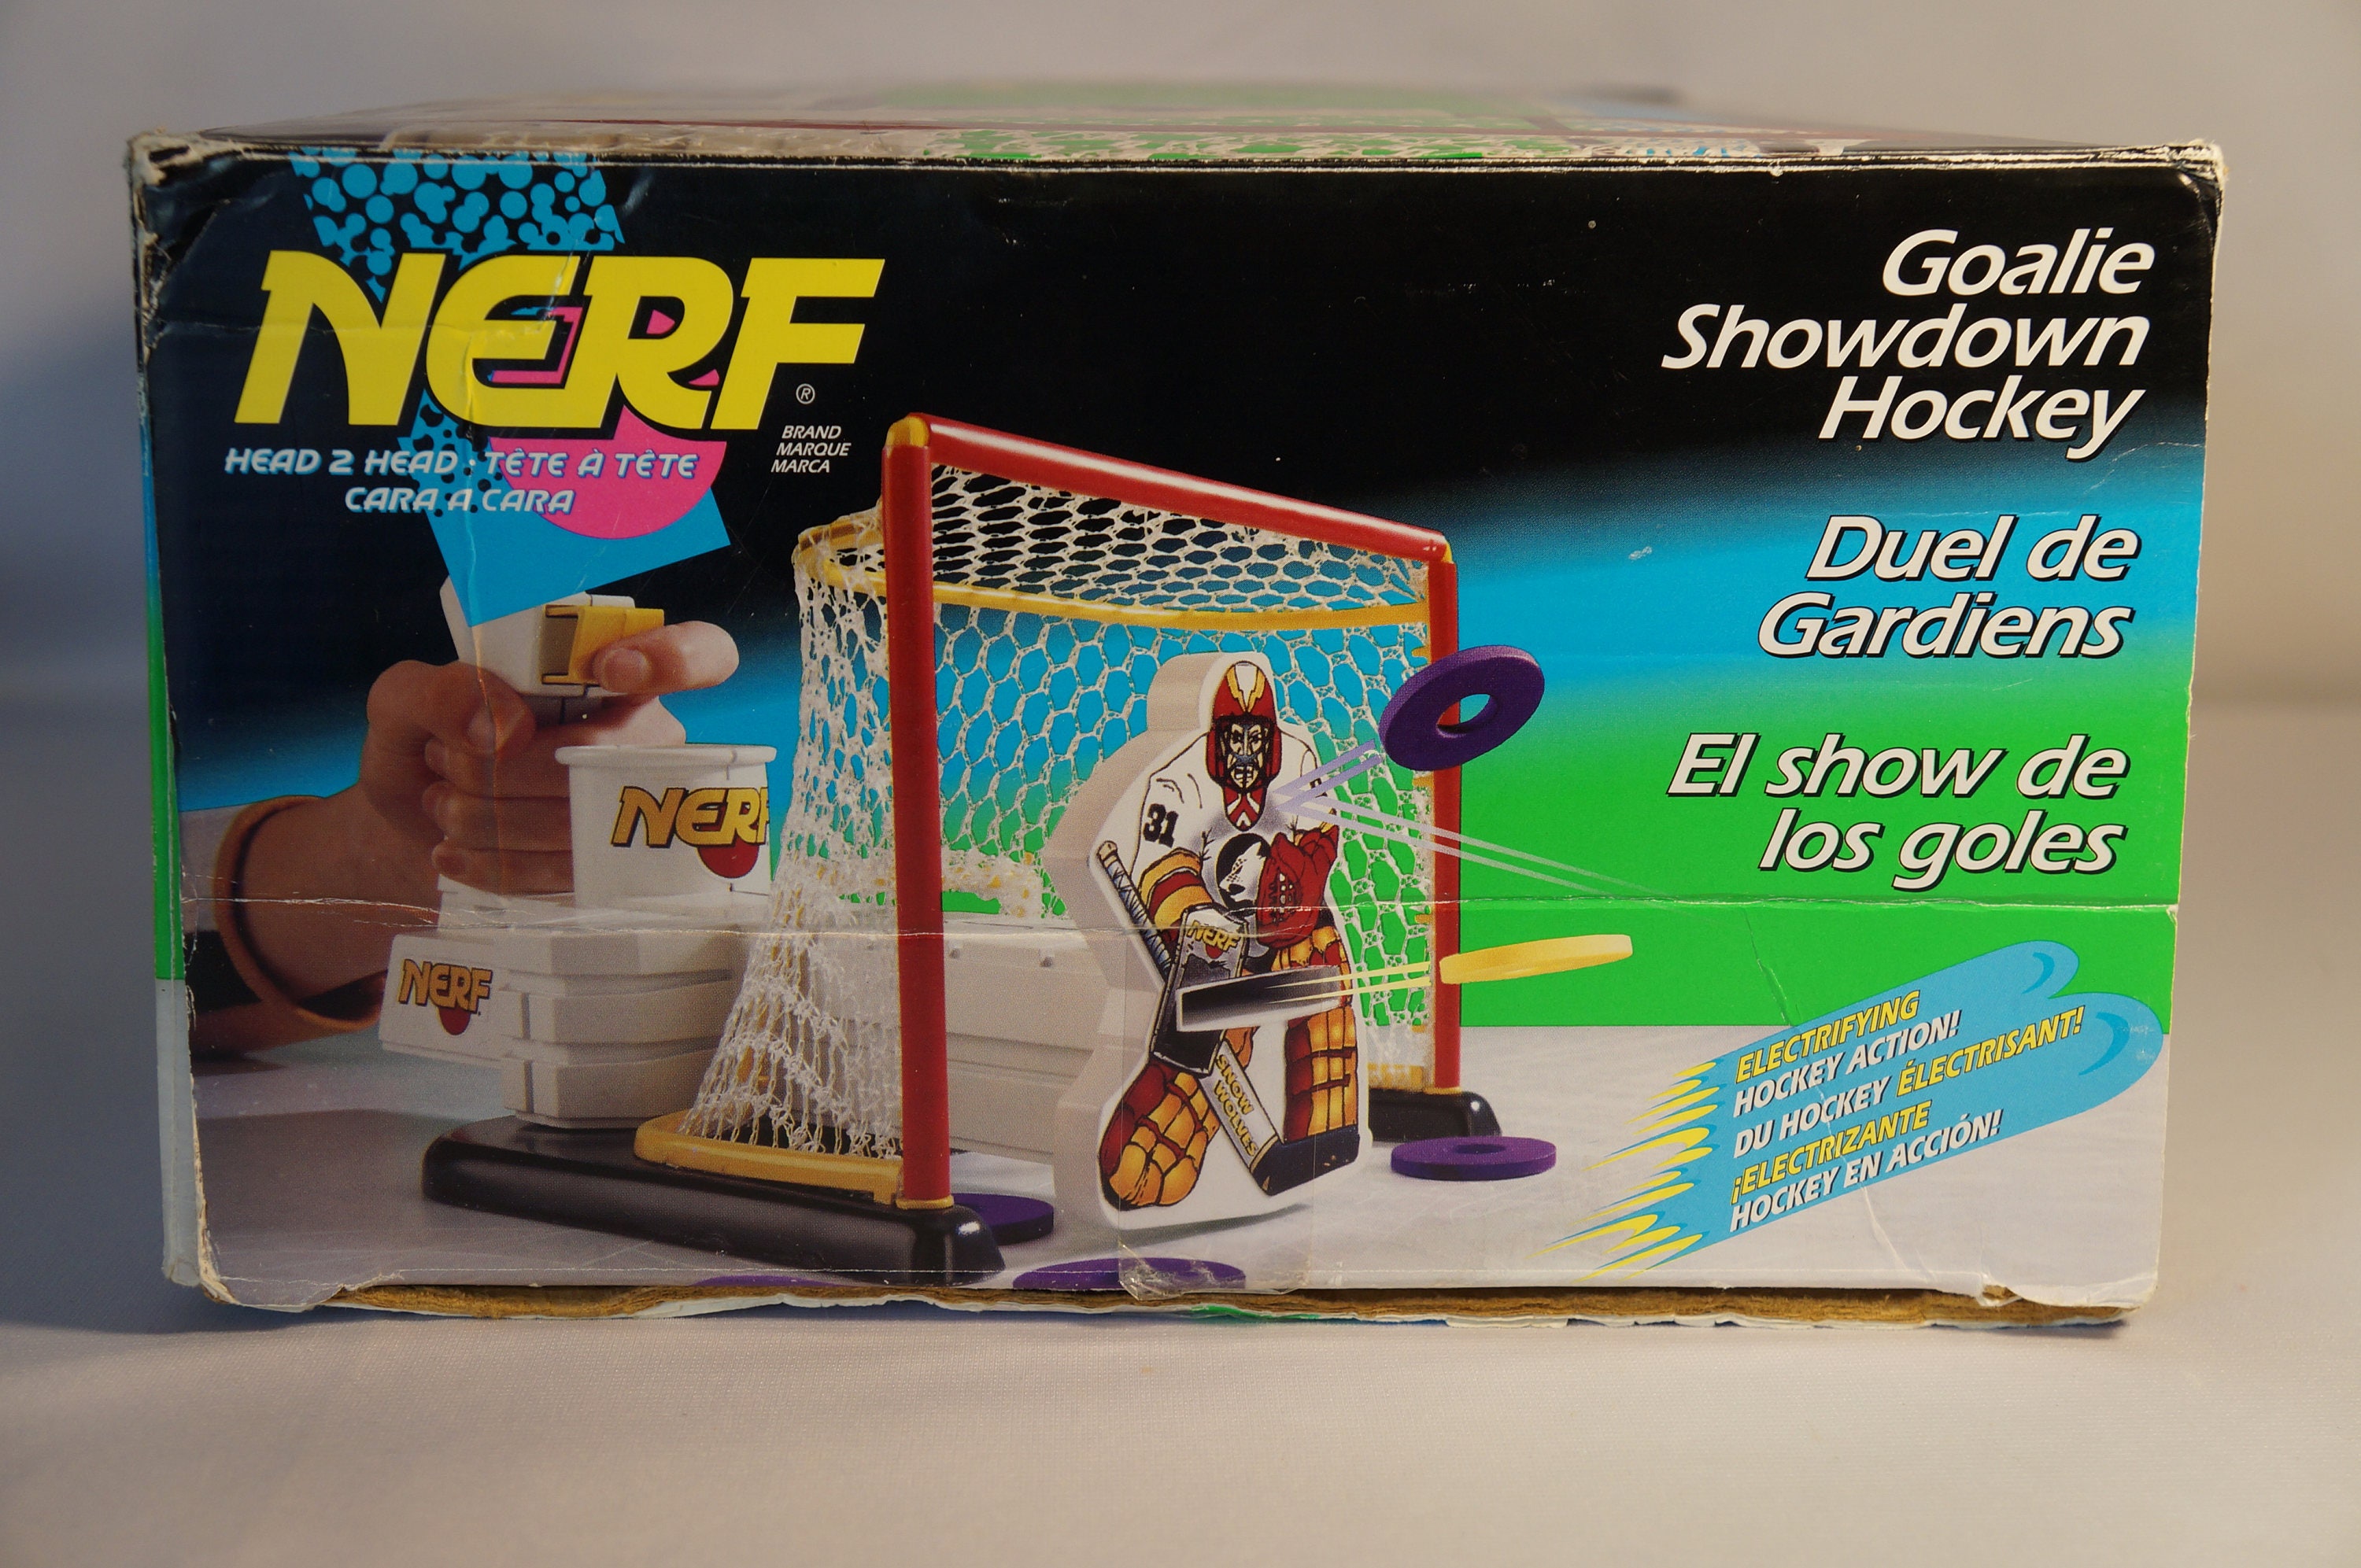 NERF
®
BRAND
MARQUE
MARCA
HEAD 2 HEAD · TÊTE À TÊTE
CARA A CARA
Goalie
Showdown
Hockey
Duel de
Gardiens
El show de
los goles
NERF
NERF
31
NERF
SNOW
WOLVES
ELECTRIFYING
HOCKEY ACTION!
DU HOCKEY ÉLECTRISANT!
¡ELECTRIZANTE
HOCKEY EN ACCIÓN!